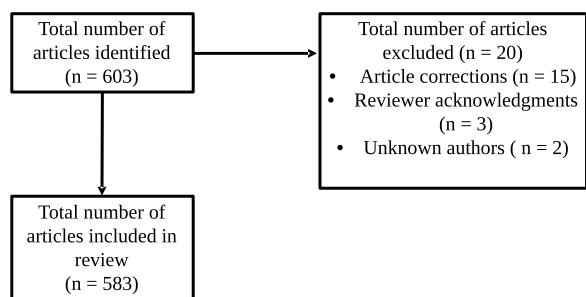 Total number of
articles identified
(n = 603)
Total number of articles
excluded (n = 20)
• Article corrections (n = 15)
• Reviewer acknowledgments
(n = 3)
• Unknown authors ( n = 2)
Total number of
articles included in
review
(n = 583)